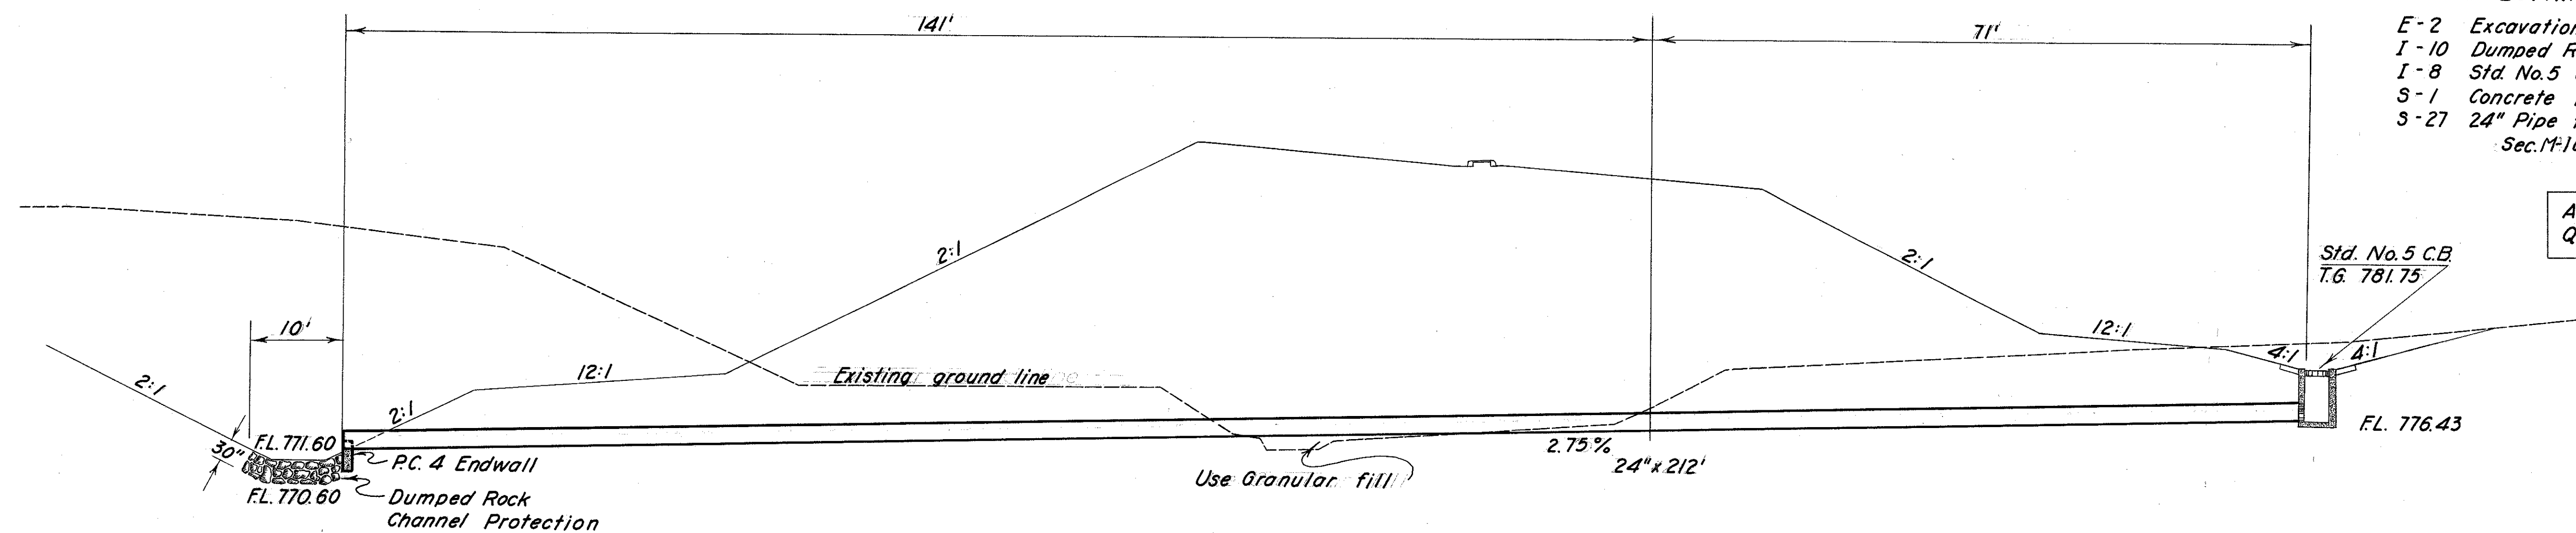 141'
71'
E-2 Excavation
I-10 Dumped
I-8 Std. No.5
S-1 Concrete
S-27 24" Pipe
2:1
2:1
Std. No.5 C.B.
T.G. 781.75
10'
12:1
4:1
4:1
2:1
12:1
Existing ground line
2:1
30"
F.L. 771.60
P.C. 4 Endwall
F.L. 776.43
2.75%
24" x 212'
Use Granular fill
F.L. 770.60
Dumped Rock
Channel Protection